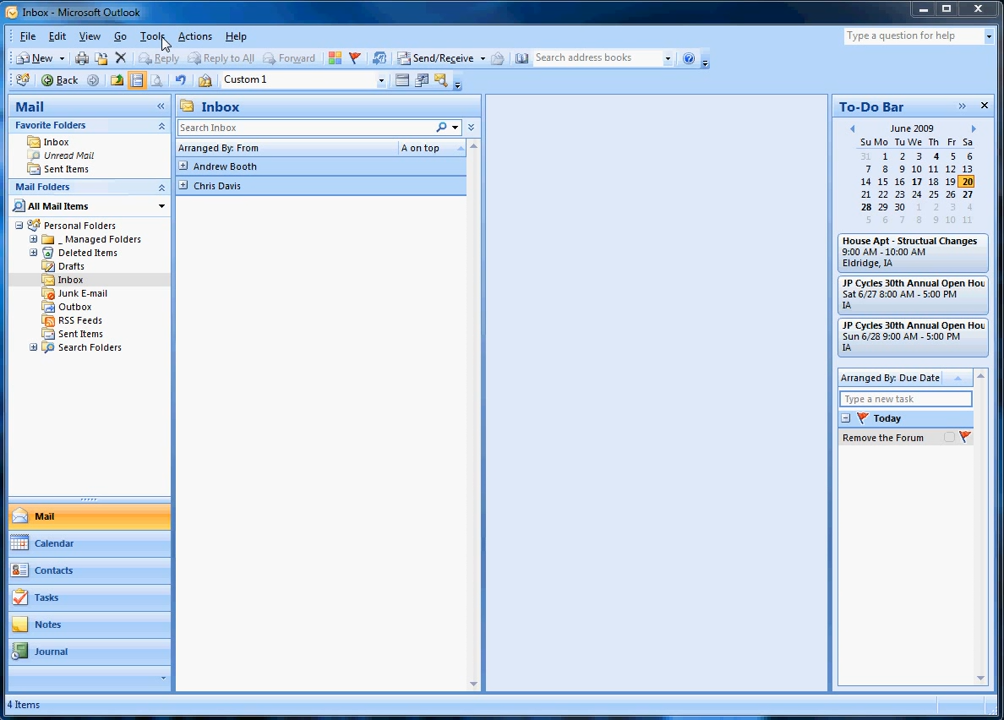 Inbox - Microsoft Outlook
File Edit View Go Tools Actions Help
Type a question for help
New Reply Reply to All Forward Send/Receive Search address books
Back Custom 1
Mail
Favorite Folders
Inbox
Unread Mail
Sent Items
Mail Folders
All Mail Items
Personal Folders
_ Managed Folders
Deleted Items
Drafts
Inbox
Junk E-mail
Outbox
RSS Feeds
Sent Items
Search Folders
Mail
Calendar
Contacts
Tasks
Notes
Journal
4 Items
Inbox
Search Inbox
Arranged By: From A on top
Andrew Booth
Chris Davis
To-Do Bar
June 2009
Su Mo Tu We Th Fr Sa
31 1 2 3 4 5 6
7 8 9 10 11 12 13
14 15 16 17 18 19 20
21 22 23 24 25 26 27
28 29 30 1 2 3 4
5 6 7 8 9 10 11
House Apt - Structual Changes
9:00 AM - 10:00 AM
Eldridge, IA
JP Cycles 30th Annual Open Hou
Sat 6/27 8:00 AM - 5:00 PM
IA
JP Cycles 30th Annual Open Hou
Sun 6/28 9:00 AM - 5:00 PM
IA
Arranged By: Due Date
Type a new task
Today
Remove the Forum